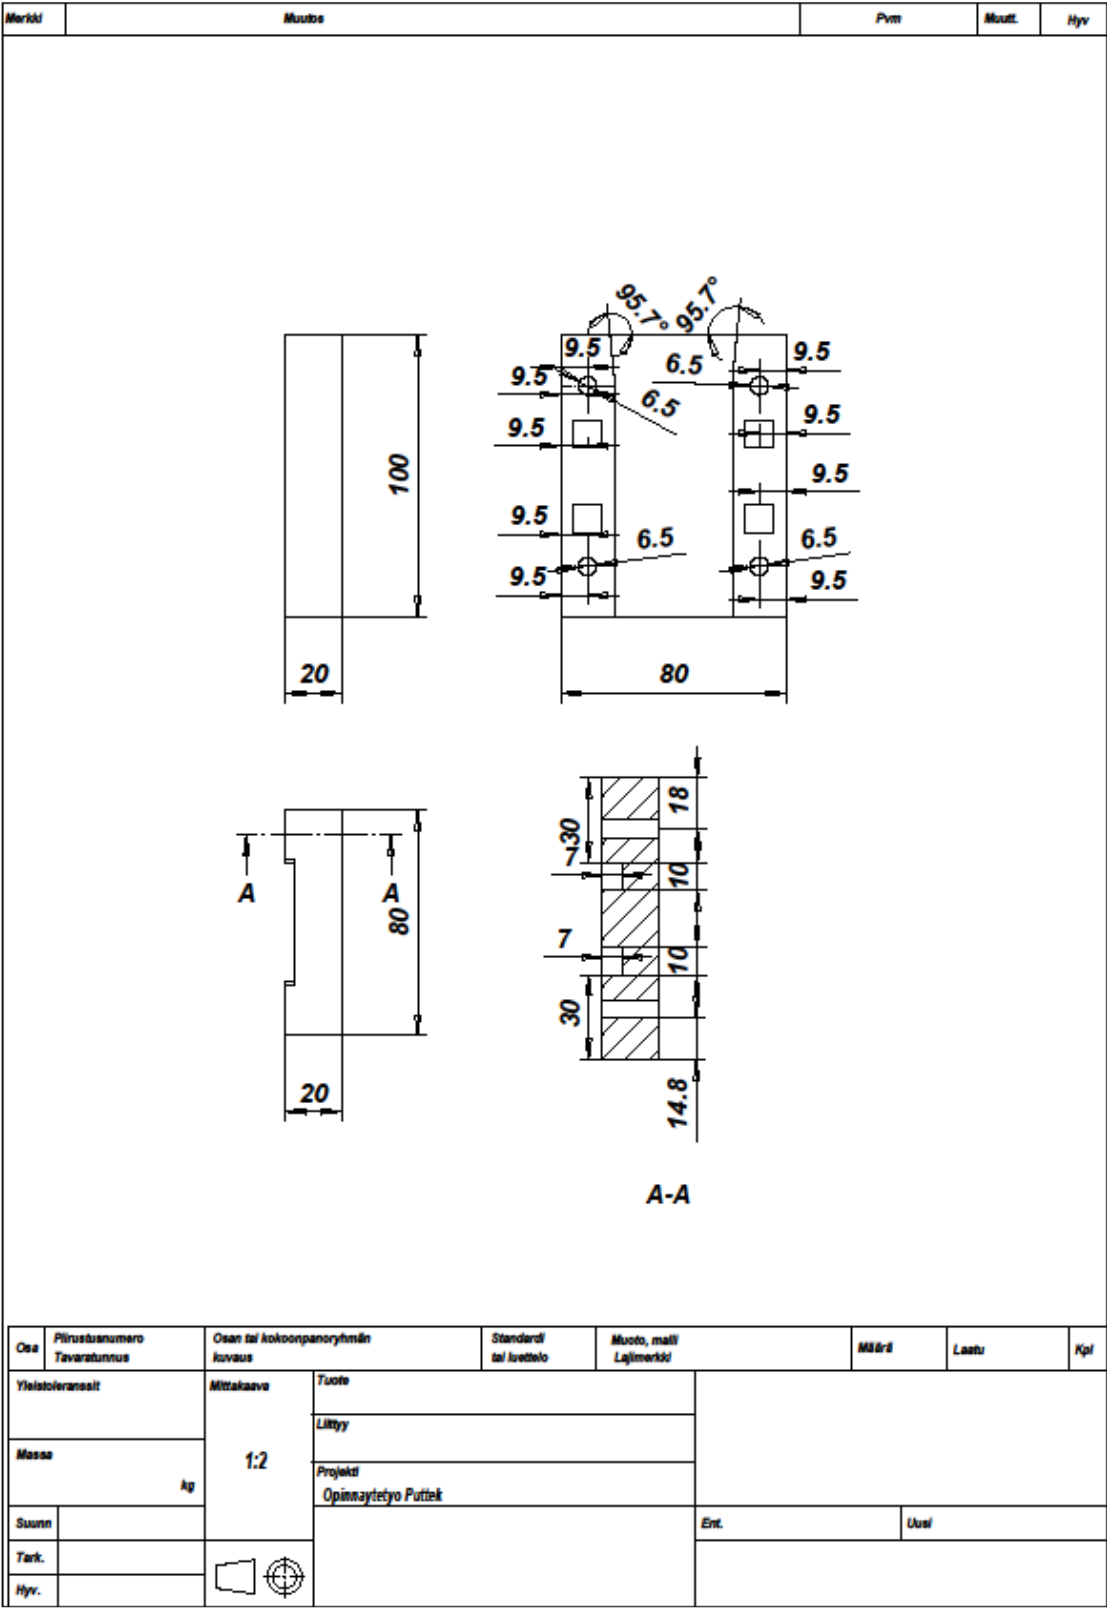 Merkki Muutos Pvm Muutt. Hyv
95.7° 95.7°
9.5 9.5
9.5 6.5
6.5
9.5 9.5
100 9.5
9.5 6.5 6.5
9.5 9.5
20 80
18
30
7
A A 10
80
7
10
30
20
14.8
A-A
Osa Piirustusnumero Osan tai kokoonpanoryhmän Standardi Muoto, malli Määrä Laatu Kpl
Tavaratunnus kuvaus tai luettelo Lajimerkki
Yleistoleranssit Mittakaava Tuote
Liittyy
Massa 1:2
kg Projekti
Opinnaytetyo Puttek
Suunn Ent. Uusi
Tark.
Hyv.